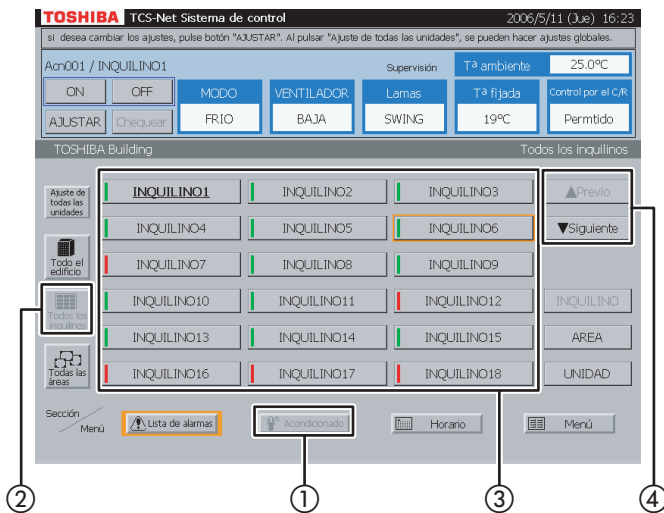 TOSHIBA TCS-Net Sistema de control 2006/5/11 (Jue) 16:23
si desea cambiar los ajustes, pulse botón "AJUSTAR". Al pulsar "Ajuste de todas las unidades", se pueden hacer ajustes globales.
Acn001 / INQUILINO1 Supervisión Tª ambiente 25.0ºC
ON OFF MODO VENTILADOR Lamas Tª fijada Control por el C/R
AJUSTAR Chequear FRIO BAJA SWING 19ºC Permtido
TOSHIBA Building Todos los inquilinos
Ajuste de
todas las
unidades
INQUILINO1 INQUILINO2 INQUILINO3 ▲Previo
INQUILINO4 INQUILINO5 INQUILINO6 ▼Siguiente
Todo el
edificio
INQUILINO7 INQUILINO8 INQUILINO9
Todos los
inquilinos
INQUILINO10 INQUILINO11 INQUILINO12 INQUILINO
INQUILINO13 INQUILINO14 INQUILINO15 AREA
Todas las
áreas
INQUILINO16 INQUILINO17 INQUILINO18 UNIDAD
Sección
Menú
Lista de alarmas Acondicionado Horario Menú
② ① ③ ④